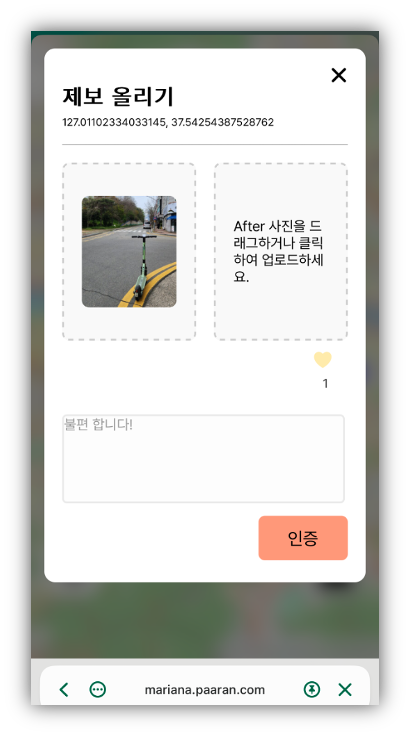 제보 올리기
127.01102334033145, 37.54254387528762
After 사진을 드
래그하거나 클릭
하여 업로드하세
요.
1
불편 합니다!
인증
mariana.paaran.com